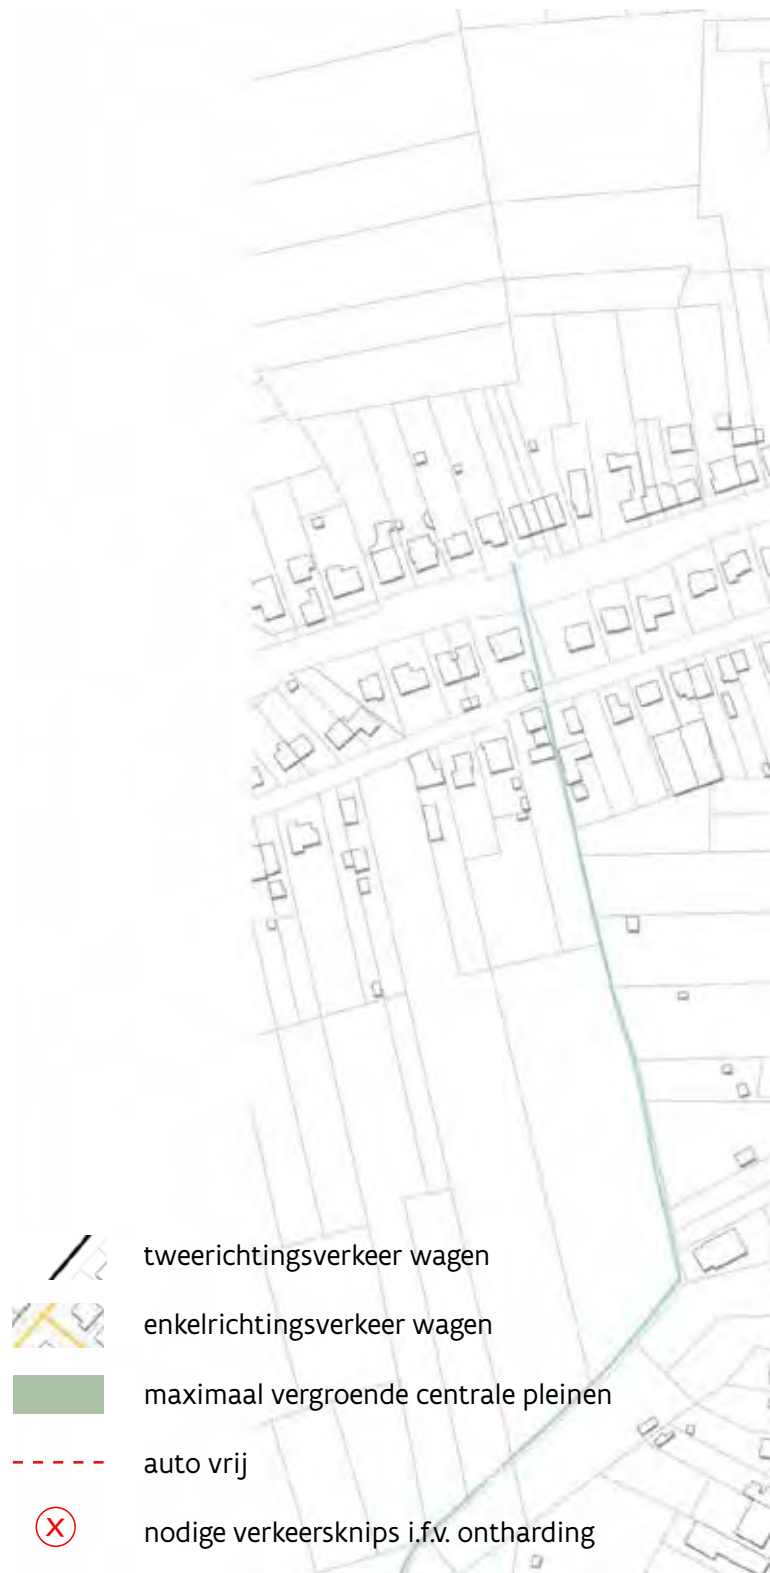 tweerichtingsverkeer wagen
enkelrichtingsverkeer wagen
maximaal vergroende centrale pleinen
auto vrij
X nodige verkeersknips i.f.v. ontharding